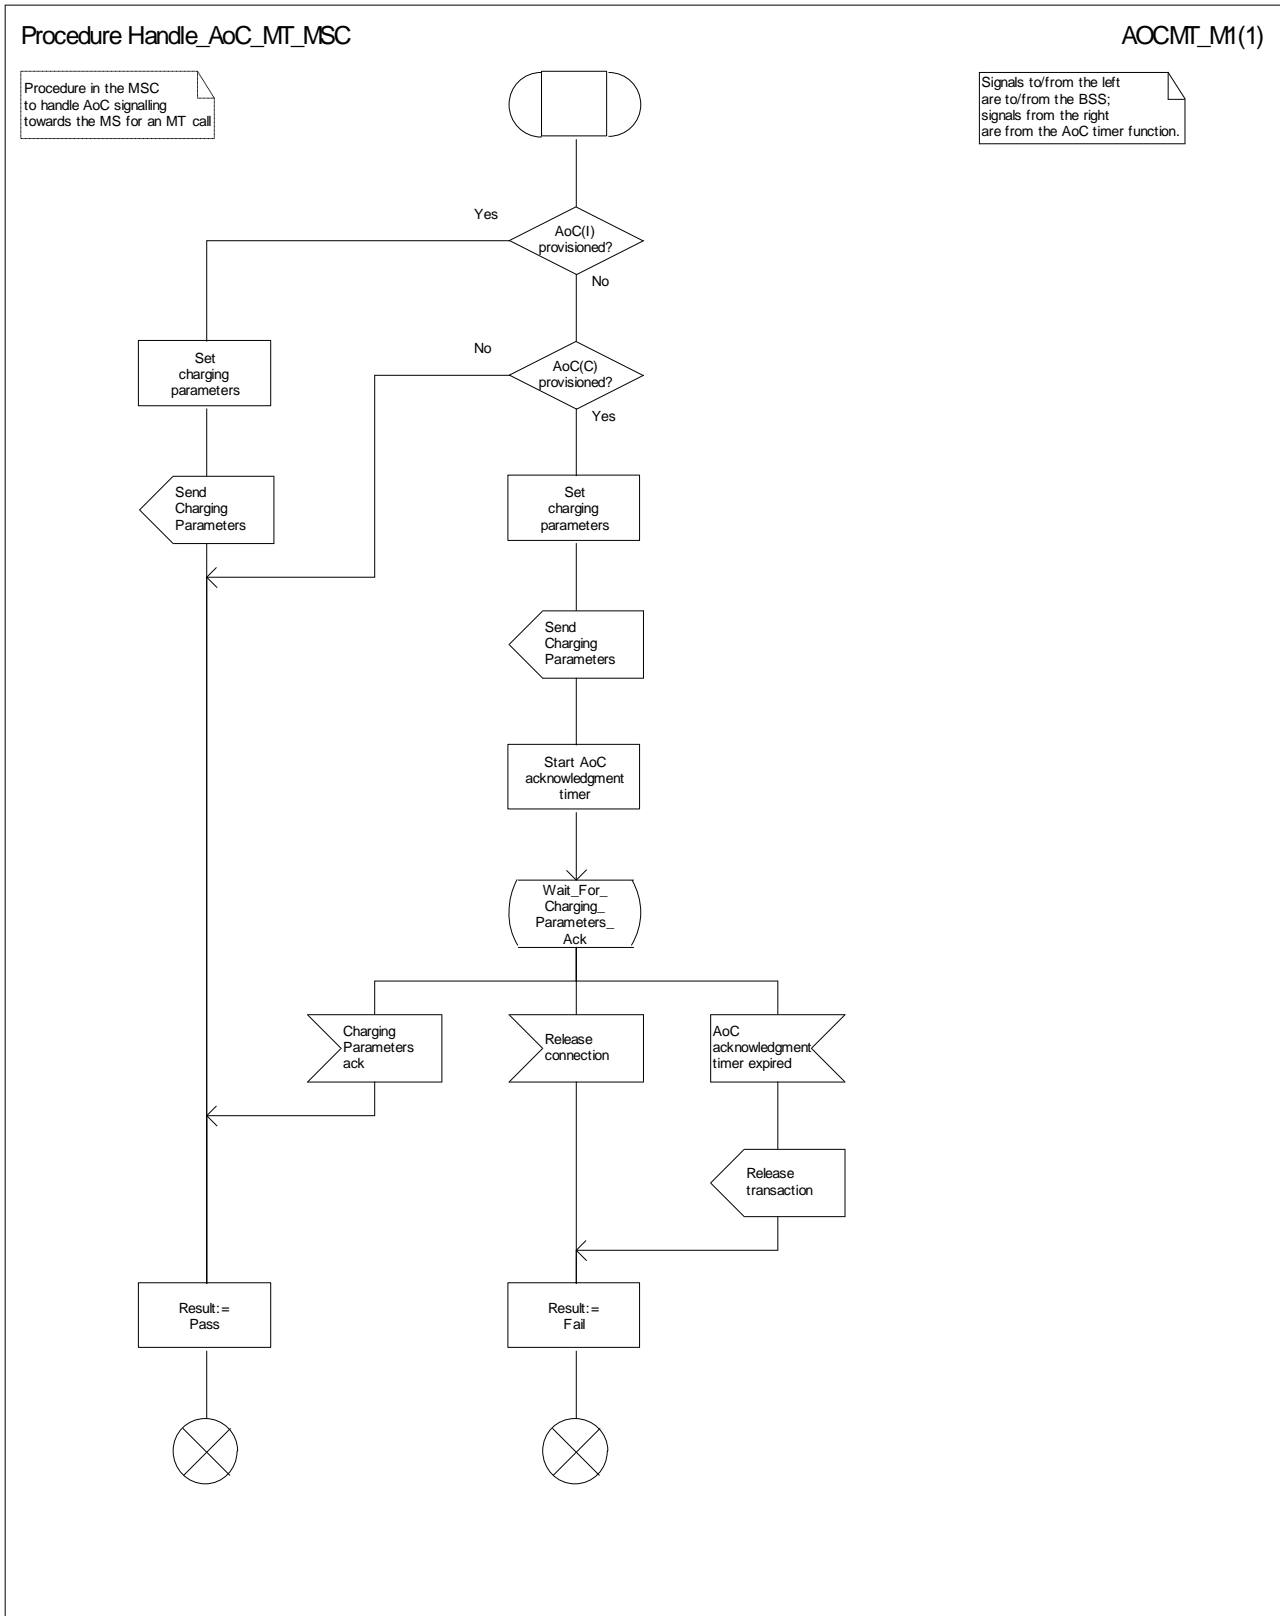 Procedure Handle_AoC_MT_MSC
AOCMT_M1(1)
Procedure in the MSC
to handle AoC signalling
towards the MS for an MT call
Signals to/from the left
are to/from the BSS;
signals from the right
are from the AoC timer function.
Yes
AoC(I)
provisioned?
No
No
AoC(C)
provisioned?
Yes
Set
charging
parameters
Send
Charging
Parameters
Set
charging
parameters
Send
Charging
Parameters
Start AoC
acknowledgment
timer
Wait_For_
Charging_
Parameters_
Ack
Charging
Parameters
ack
Release
connection
AoC
acknowledgment
timer expired
Release
transaction
Result:=
Pass
Result:=
Fail